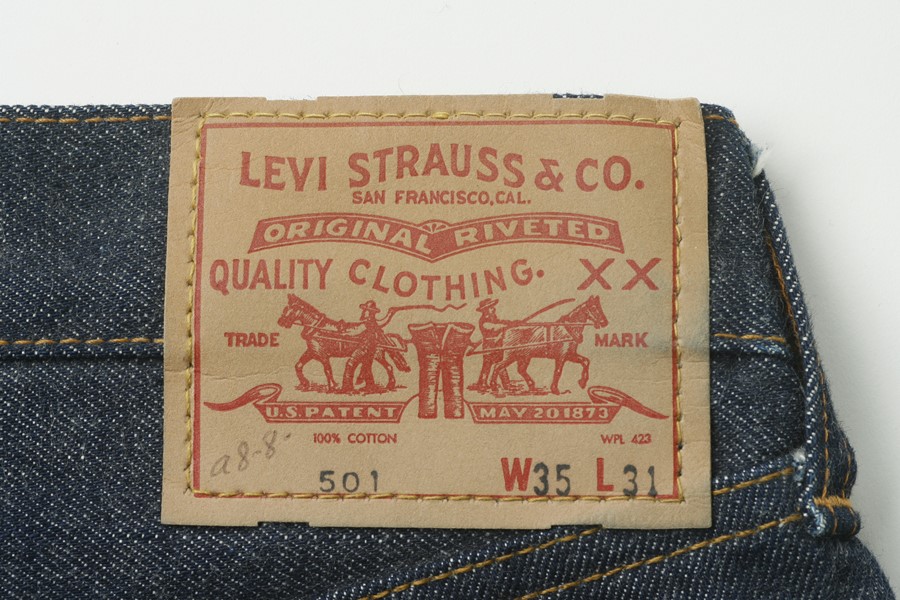 LEVI STRAUSS & CO.
SAN FRANCISCO, CAL.
ORIGINAL RIVETED
QUALITY CLOTHING. XX
TRADE MARK
U.S. PATENT MAY 20 1873
100% COTTON WPL 423
a8-8-
501 W35 L31